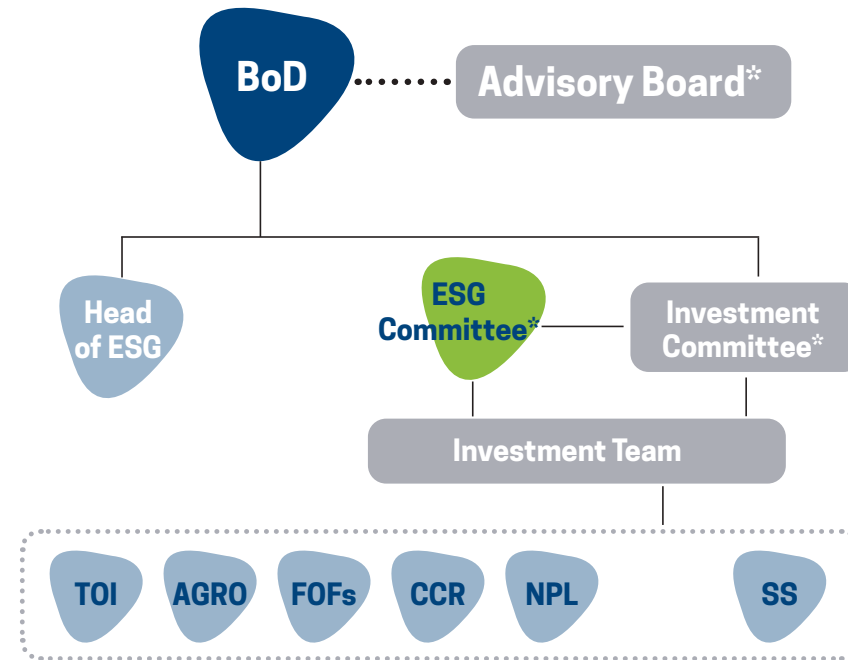 BoD
Advisory Board*
Head
of ESG
ESG
Committee*
Investment
Committee*
Investment Team
TOI
AGRO
FOFs
CCR
NPL
SS